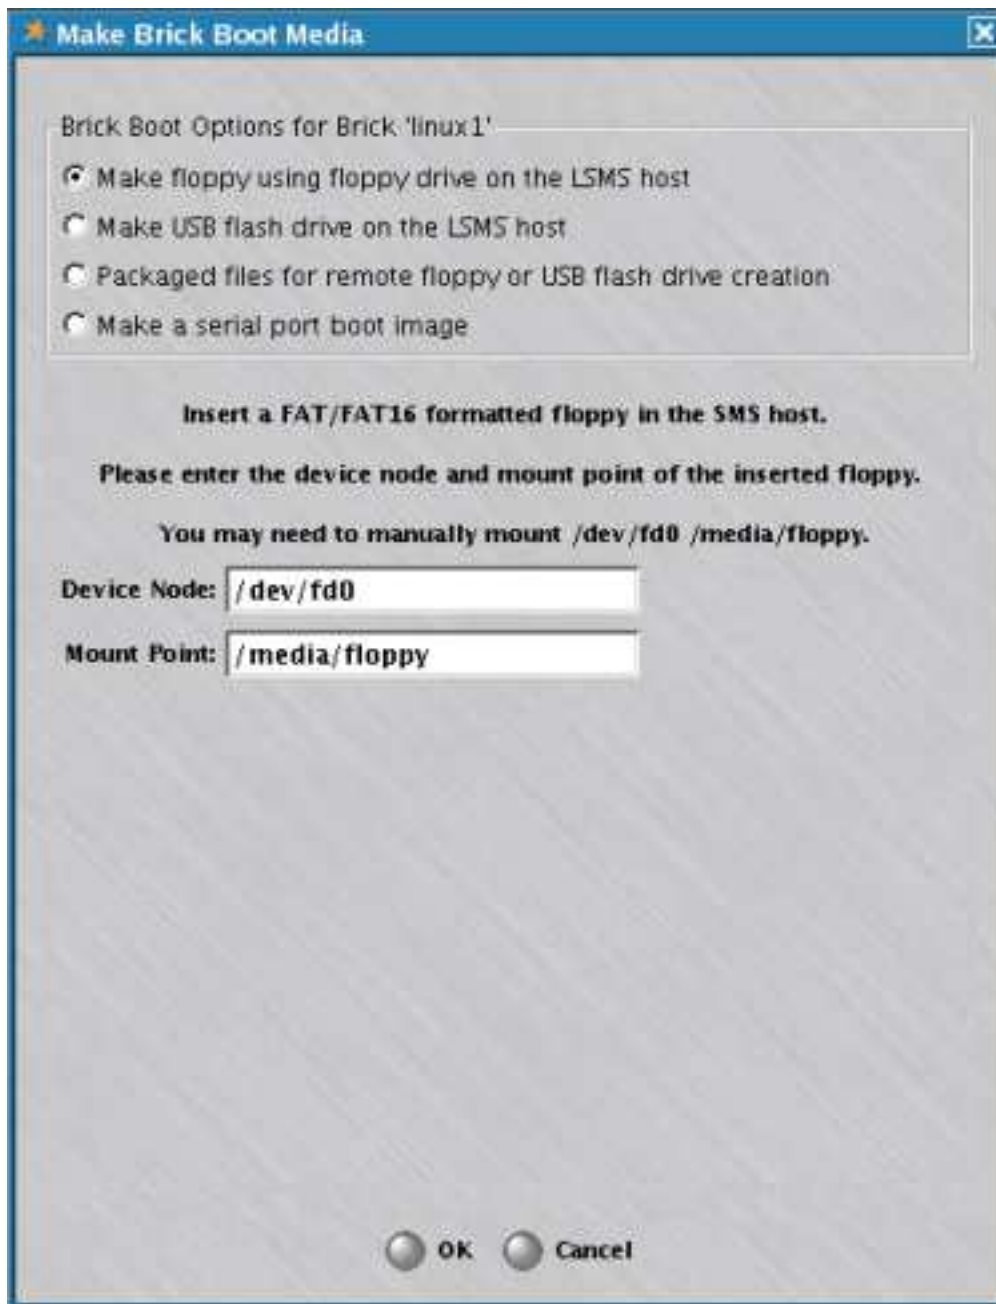 Make Brick Boot Media
Brick Boot Options for Brick 'linux1'
Make floppy using floppy drive on the LSMS host
Make USB flash drive on the LSMS host
Packaged files for remote floppy or USB flash drive creation
Make a serial port boot image
Insert a FAT/FAT16 formatted floppy in the SMS host.
Please enter the device node and mount point of the inserted floppy.
You may need to manually mount /dev/fd0 /media/floppy.
Device Node: /dev/fd0
Mount Point: /media/floppy
OK Cancel